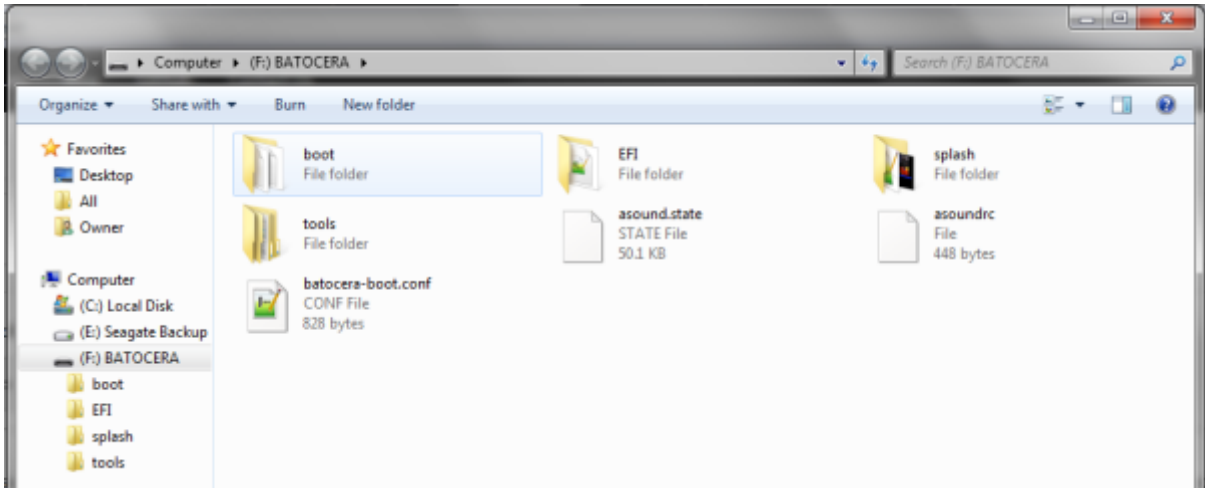 Computer ▸ (F:) BATOCERA ▸
Search (F:) BATOCERA
Organize Share with Burn New folder
Favorites
Desktop
All
Owner
Computer
(C:) Local Disk
(E:) Seagate Backup
(F:) BATOCERA
boot
EFI
splash
tools
boot
File folder
EFI
File folder
splash
File folder
tools
File folder
asound.state
STATE File
50.1 KB
asoundrc
File
448 bytes
batocera-boot.conf
CONF File
828 bytes